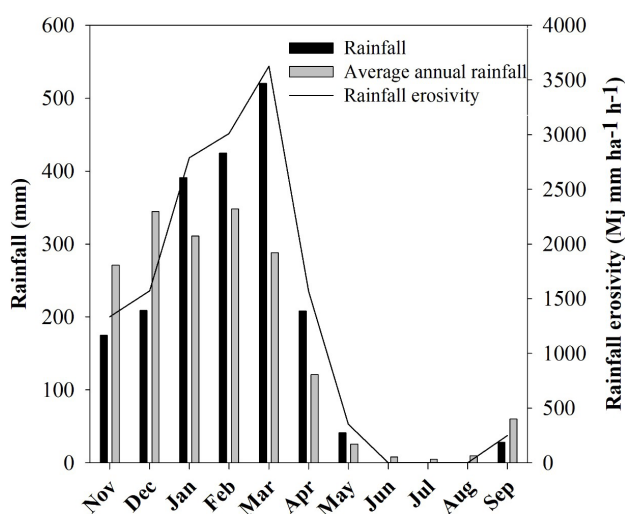 600
500
400
300
200
100
0
Rainfall (mm)
Rainfall
Average annual rainfall
Rainfall erosivity
4000
3500
3000
2500
2000
1500
1000
500
0
Rainfall erosivity (Mj mm ha-1 h-1)
Nov Dec Jan Feb Mar Apr May Jun Jul Aug Sep